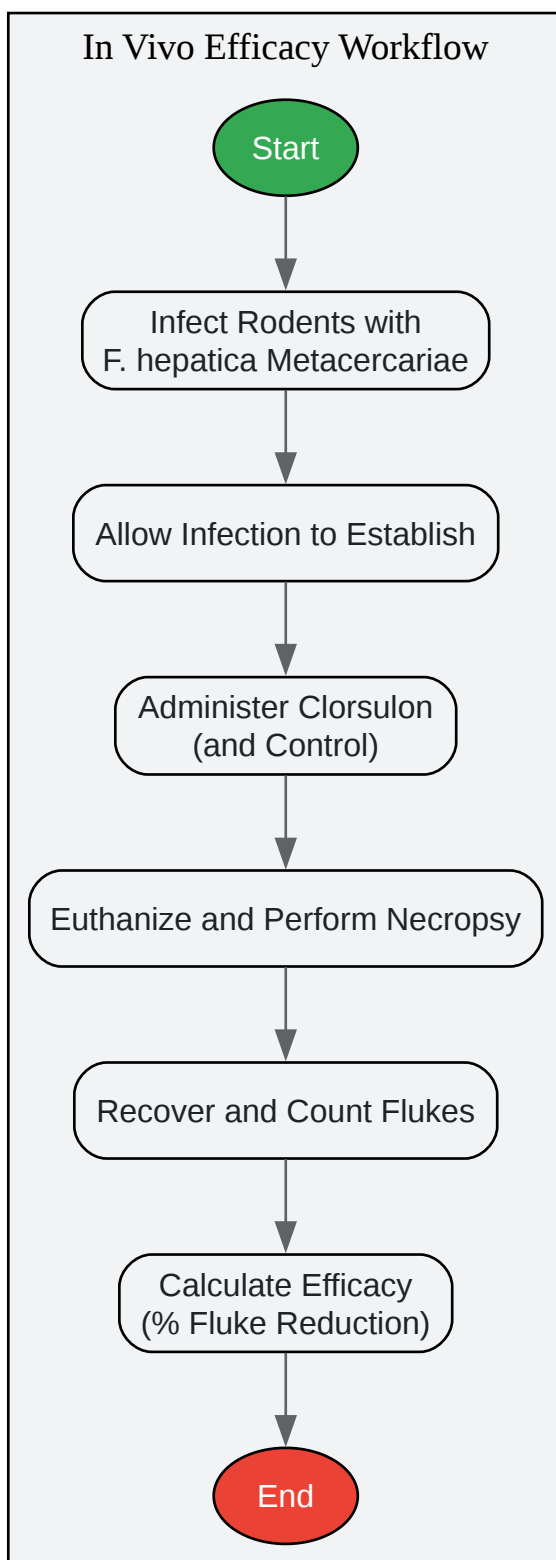 In Vivo Efficacy Workflow
Start
Infect Rodents with
F. hepatica Metacercariae
Allow Infection to Establish
Administer Clorsulon
(and Control)
Euthanize and Perform Necropsy
Recover and Count Flukes
Calculate Efficacy
(% Fluke Reduction)
End